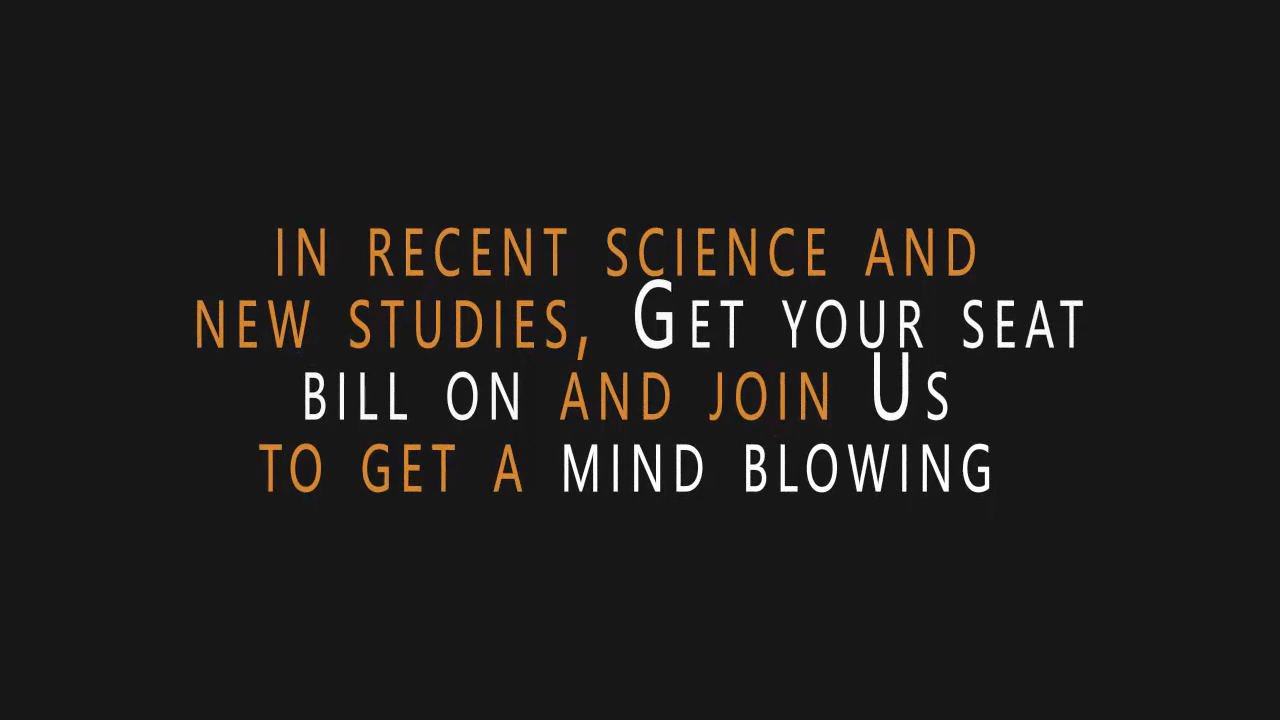 IN RECENT SCIENCE AND
NEW STUDIES, GET YOUR SEAT
BILL ON AND JOIN US
TO GET A MIND BLOWING